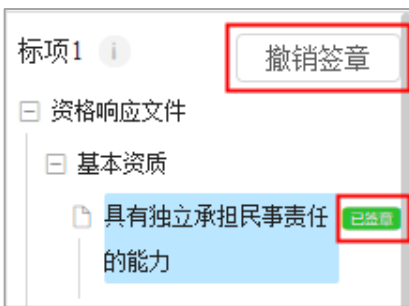 标项1
撤销签章
资格响应文件
基本资质
具有独立承担民事责任
已签章
的能力